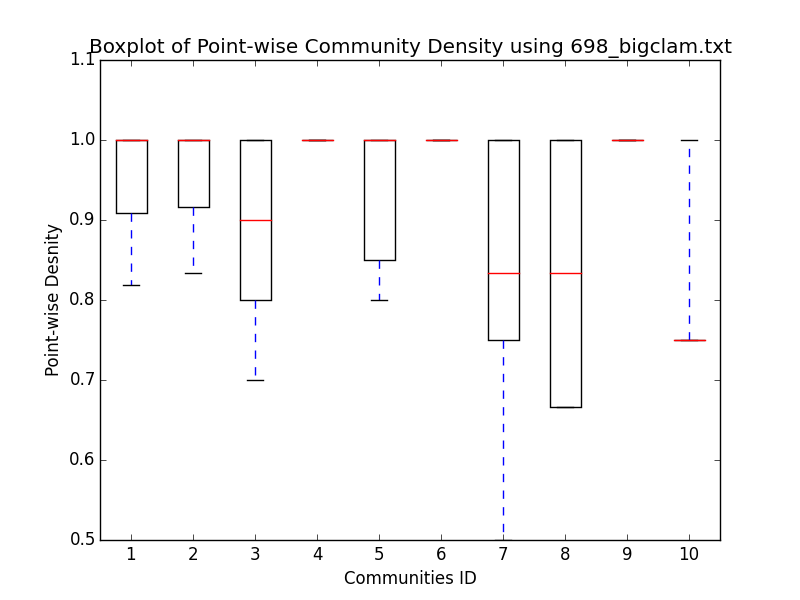 Boxplot of Point-wise Community Density using 698_bigclam.txt
1.1
1.0
0.9
0.8
0.7
0.6
0.5
Point-wise Desnity
1 2 3 4 5 6 7 8 9 10
Communities ID